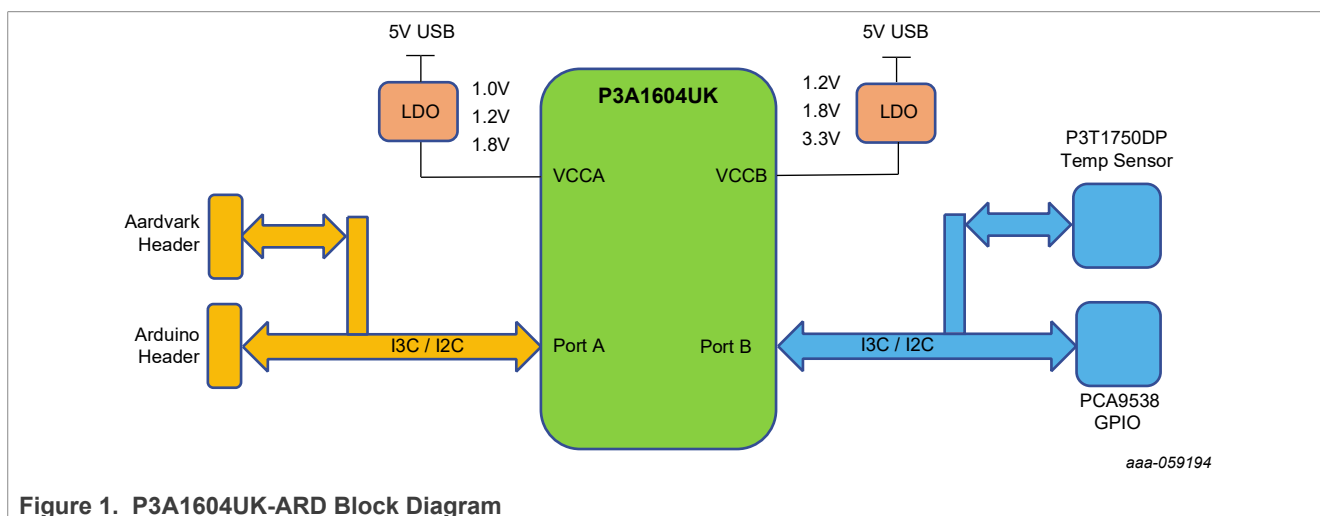 5V USB
5V USB
LDO
1.0V
1.2V
1.8V
P3A1604UK
1.2V
1.8V
3.3V
LDO
P3T1750DP
Temp Sensor
VCCA
VCCB
Aardvark
Header
Arduino
Header
I3C / I2C
Port A
Port B
I3C / I2C
PCA9538
GPIO
aaa-059194
Figure 1. P3A1604UK-ARD Block Diagram